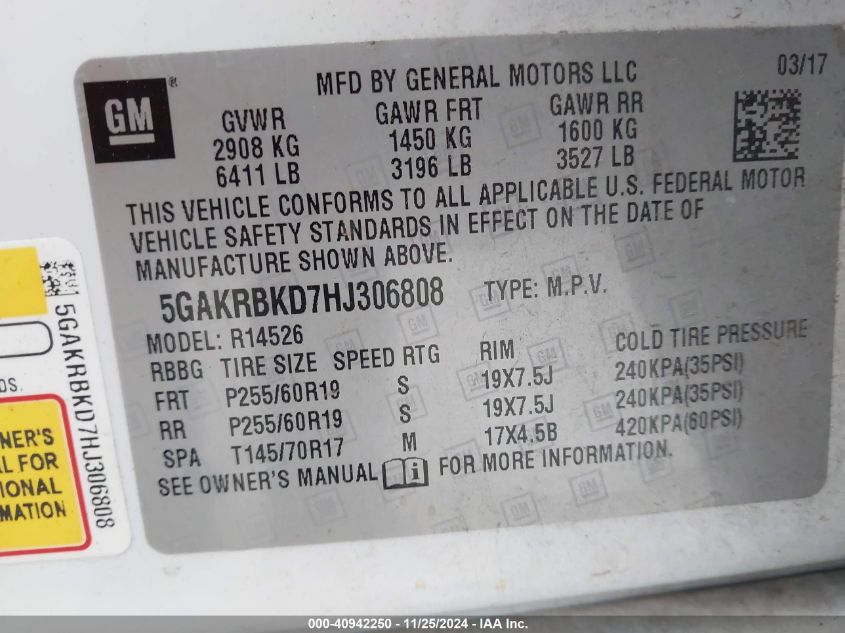 GM
®
MFD BY GENERAL MOTORS LLC
03/17
GVWR GAWR FRT GAWR RR
2908 KG 1450 KG 1600 KG
6411 LB 3196 LB 3527 LB
THIS VEHICLE CONFORMS TO ALL APPLICABLE U.S. FEDERAL MOTOR
VEHICLE SAFETY STANDARDS IN EFFECT ON THE DATE OF
MANUFACTURE SHOWN ABOVE.
5GAKRBKD7HJ306808 TYPE: M.P.V.
MODEL: R14526
RBBG TIRE SIZE SPEED RTG RIM COLD TIRE PRESSURE
FRT P255/60R19 S 19X7.5J 240KPA(35PSI)
RR P255/60R19 S 19X7.5J 240KPA(35PSI)
SPA T145/70R17 M 17X4.5B 420KPA(60PSI)
SEE OWNER'S MANUAL FOR MORE INFORMATION.
5GAKRBKD7HJ306808
DS.
NER'S
L FOR
IONAL
MATION
000-40942250 - 11/25/2024 - IAA Inc.